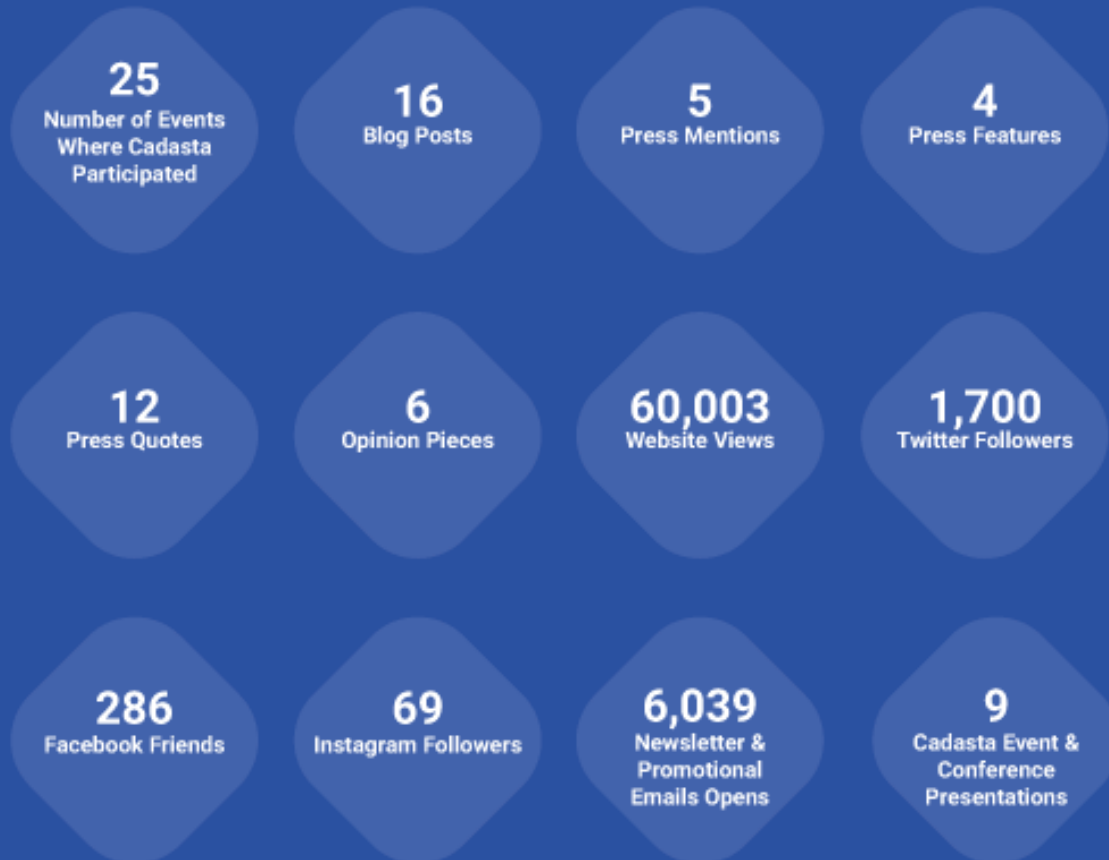 25
Number of Events
Where Cadasta
Participated
16
Blog Posts
5
Press Mentions
4
Press Features
12
Press Quotes
6
Opinion Pieces
60,003
Website Views
1,700
Twitter Followers
286
Facebook Friends
69
Instagram Followers
6,039
Newsletter &
Promotional
Emails Opens
9
Cadasta Event &
Conference
Presentations